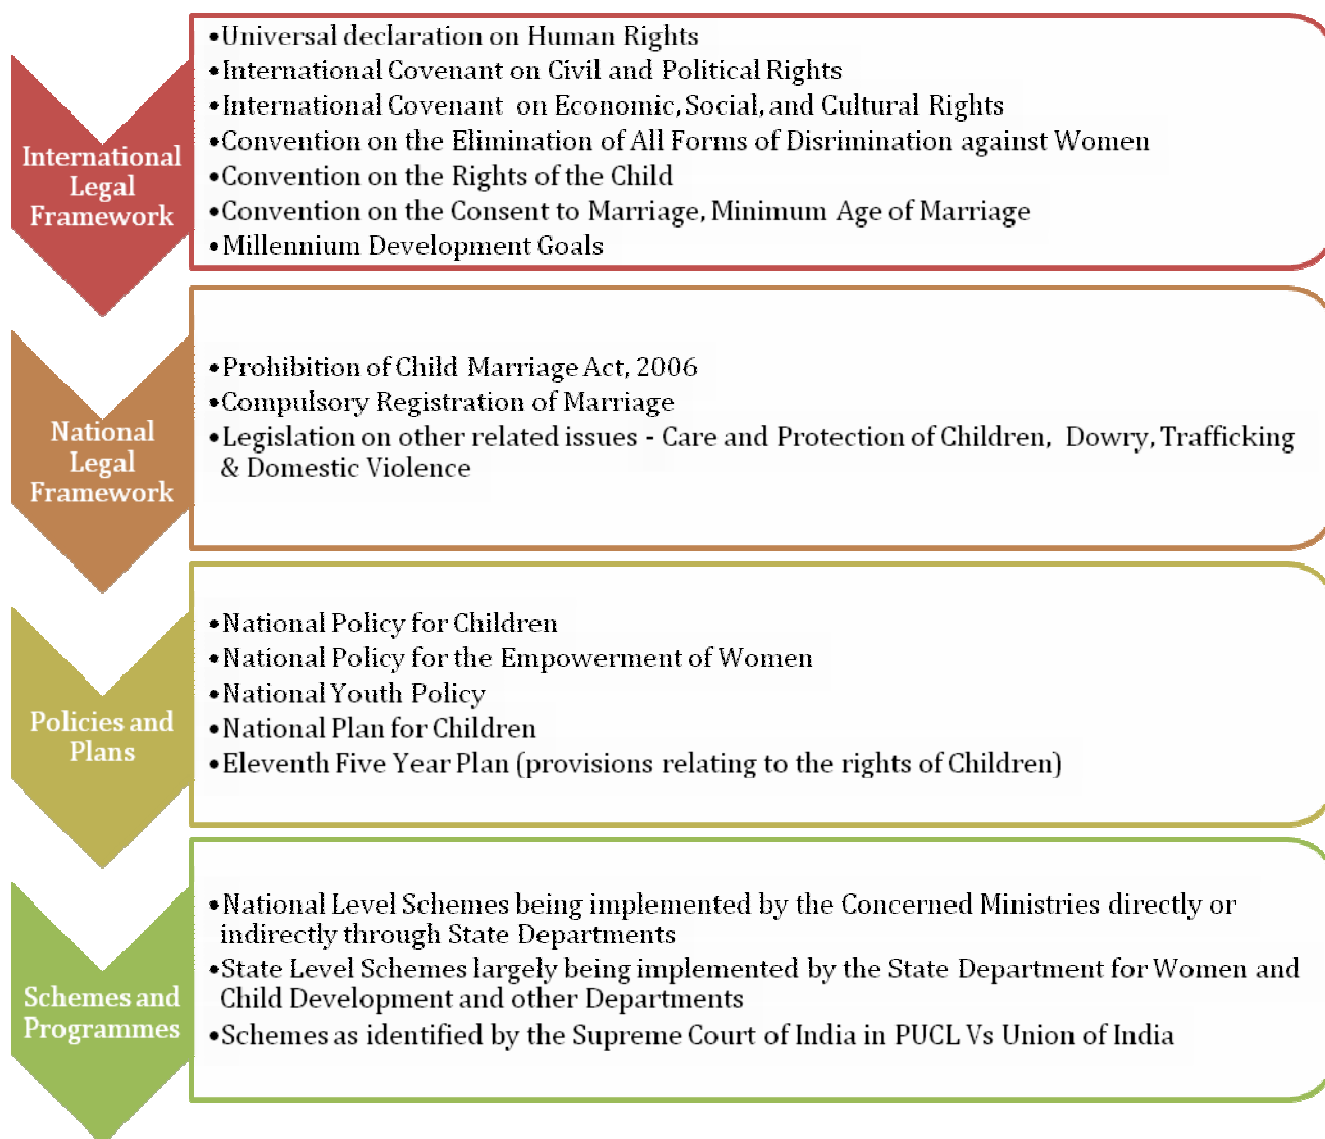 International
Legal
Framework
•Universal declaration on Human Rights
•International Covenant on Civil and Political Rights
•International Covenant on Economic, Social, and Cultural Rights
•Convention on the Elimination of All Forms of Disrimination against Women
•Convention on the Rights of the Child
•Convention on the Consent to Marriage, Minimum Age of Marriage
•Millennium Development Goals
National
Legal
Framework
•Prohibition of Child Marriage Act, 2006
•Compulsory Registration of Marriage
•Legislation on other related issues - Care and Protection of Children, Dowry, Trafficking
& Domestic Violence
Policies and
Plans
•National Policy for Children
•National Policy for the Empowerment of Women
•National Youth Policy
•National Plan for Children
•Eleventh Five Year Plan (provisions relating to the rights of Children)
Schemes and
Programmes
•National Level Schemes being implemented by the Concerned Ministries directly or
indirectly through State Departments
•State Level Schemes largely being implemented by the State Department for Women and
Child Development and other Departments
•Schemes as identified by the Supreme Court of India in PUCL Vs Union of India